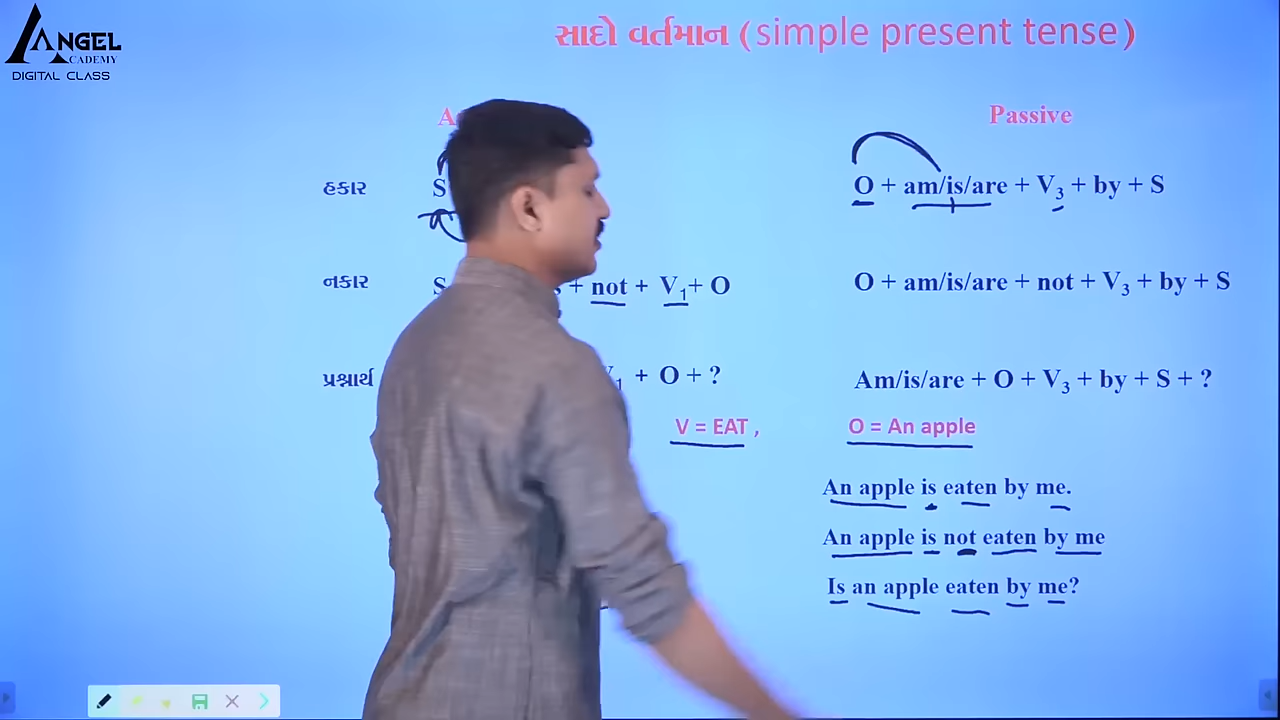 ANGEL
ACADEMY
DIGITAL CLASS
સાદો વર્તમાન (simple present tense)
Passive
હકાર S O + am/is/are + V3 + by + S
નકાર + not + V1+ O O + am/is/are + not + V3 + by + S
પ્રશ્નાર્થ + O + ? Am/is/are + O + V3 + by + S + ?
V = EAT , O = An apple
An apple is eaten by me.
An apple is not eaten by me
Is an apple eaten by me?